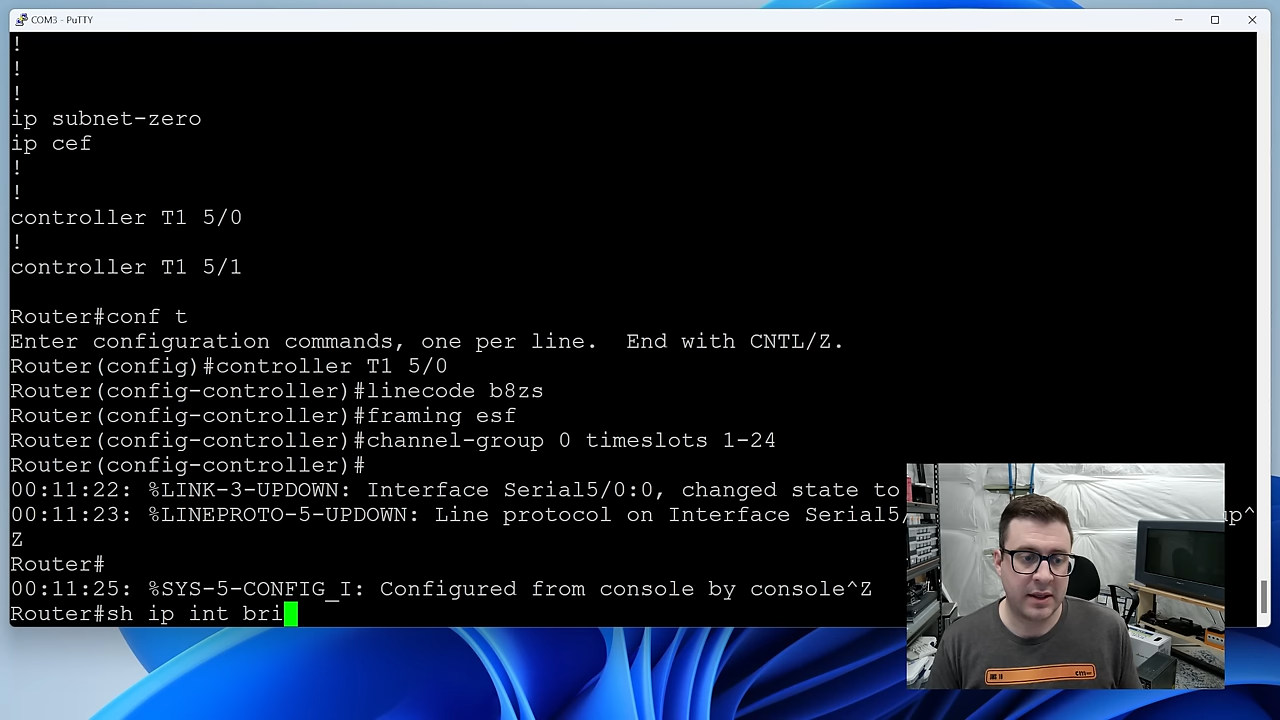 COM3 - PuTTY
!
!
!
ip subnet-zero
ip cef
!
!
controller T1 5/0
!
controller T1 5/1
Router#conf t
Enter configuration commands, one per line.  End with CNTL/Z.
Router(config)#controller T1 5/0
Router(config-controller)#linecode b8zs
Router(config-controller)#framing esf
Router(config-controller)#channel-group 0 timeslots 1-24
Router(config-controller)#
00:11:22: %LINK-3-UPDOWN: Interface Serial5/0:0, changed state to
00:11:23: %LINEPROTO-5-UPDOWN: Line protocol on Interface Serial5/ up^
Z
Router#
00:11:25: %SYS-5-CONFIG_I: Configured from console by console^Z
Router#sh ip int bri